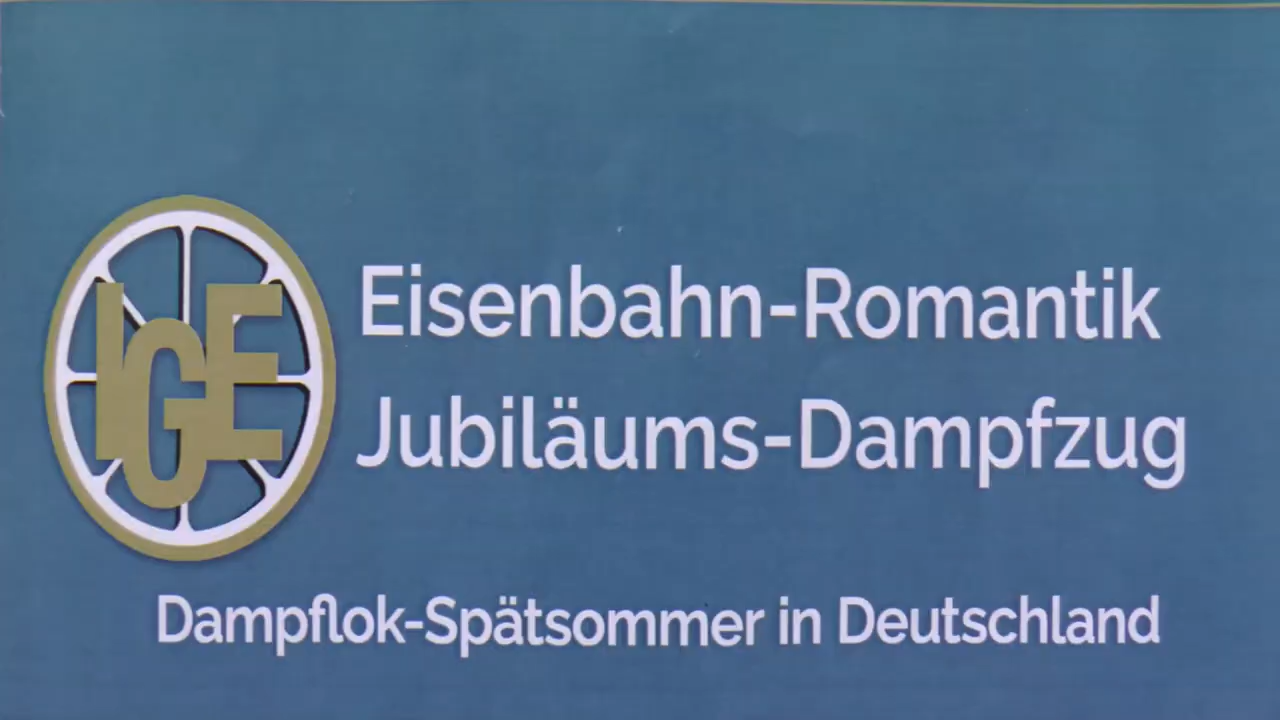 IGE
Eisenbahn-Romantik
Jubiläums-Dampfzug
Dampflok-Spätsommer in Deutschland